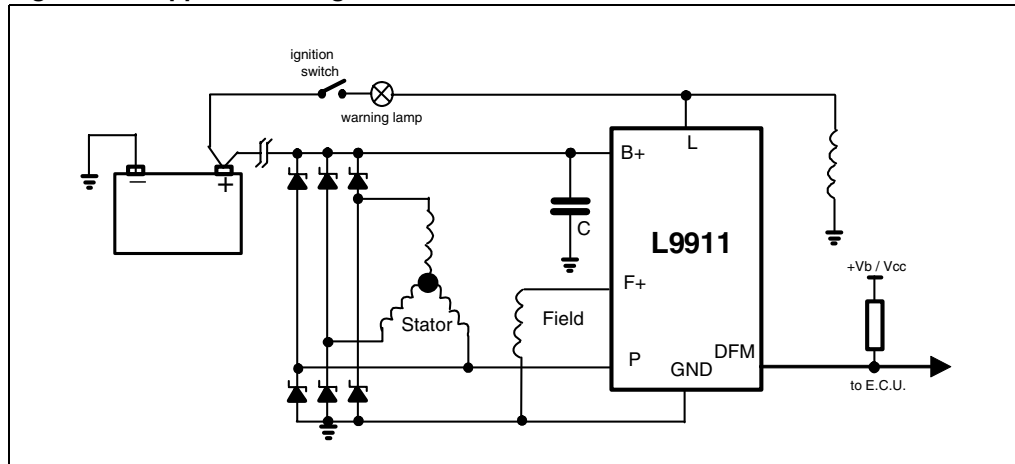 ignition
switch
warning lamp
L
B+
C
L9911
+Vb / Vcc
F+
Field
Stator
P
DFM
GND
to E.C.U.
−
+